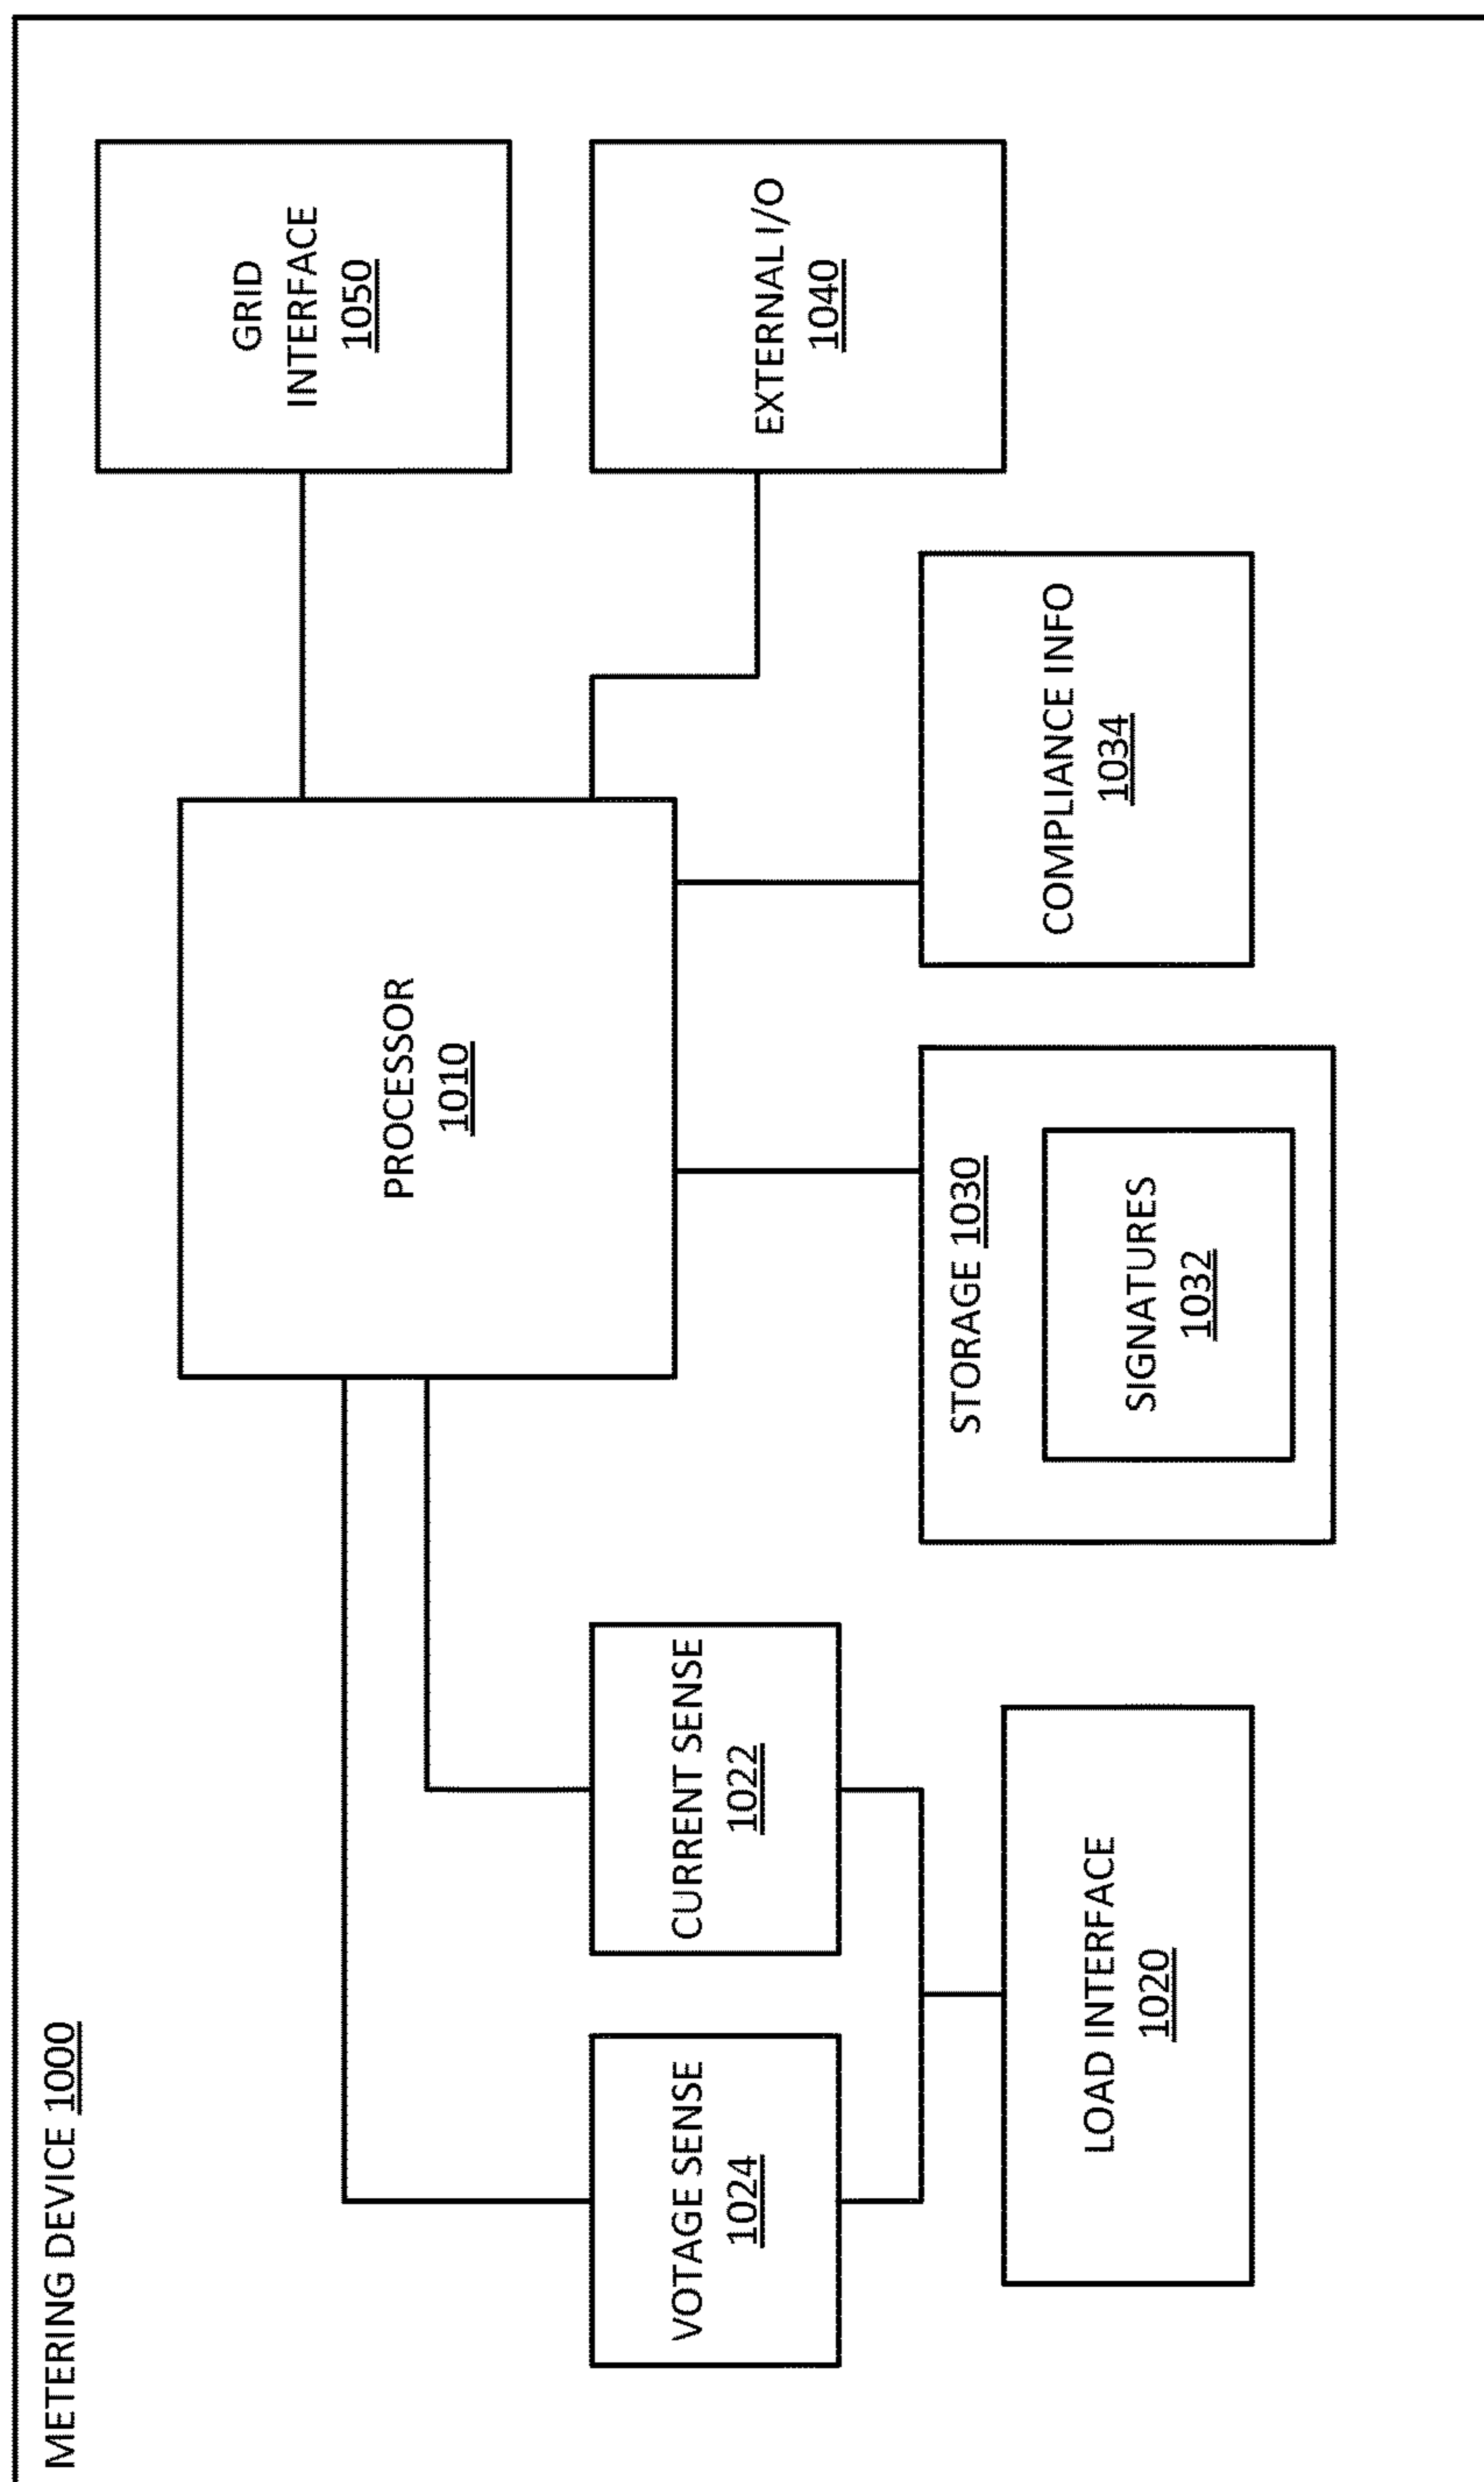 METERING DEVICE 1000
VOTAGE SENSE
1024
CURRENT SENSE
1022
LOAD INTERFACE
1020
PROCESSOR
1010
STORAGE 1030
SIGNATURES
1032
COMPLIANCE INFO
1034
GRID
INTERFACE
1050
EXTERNAL I/O
1040